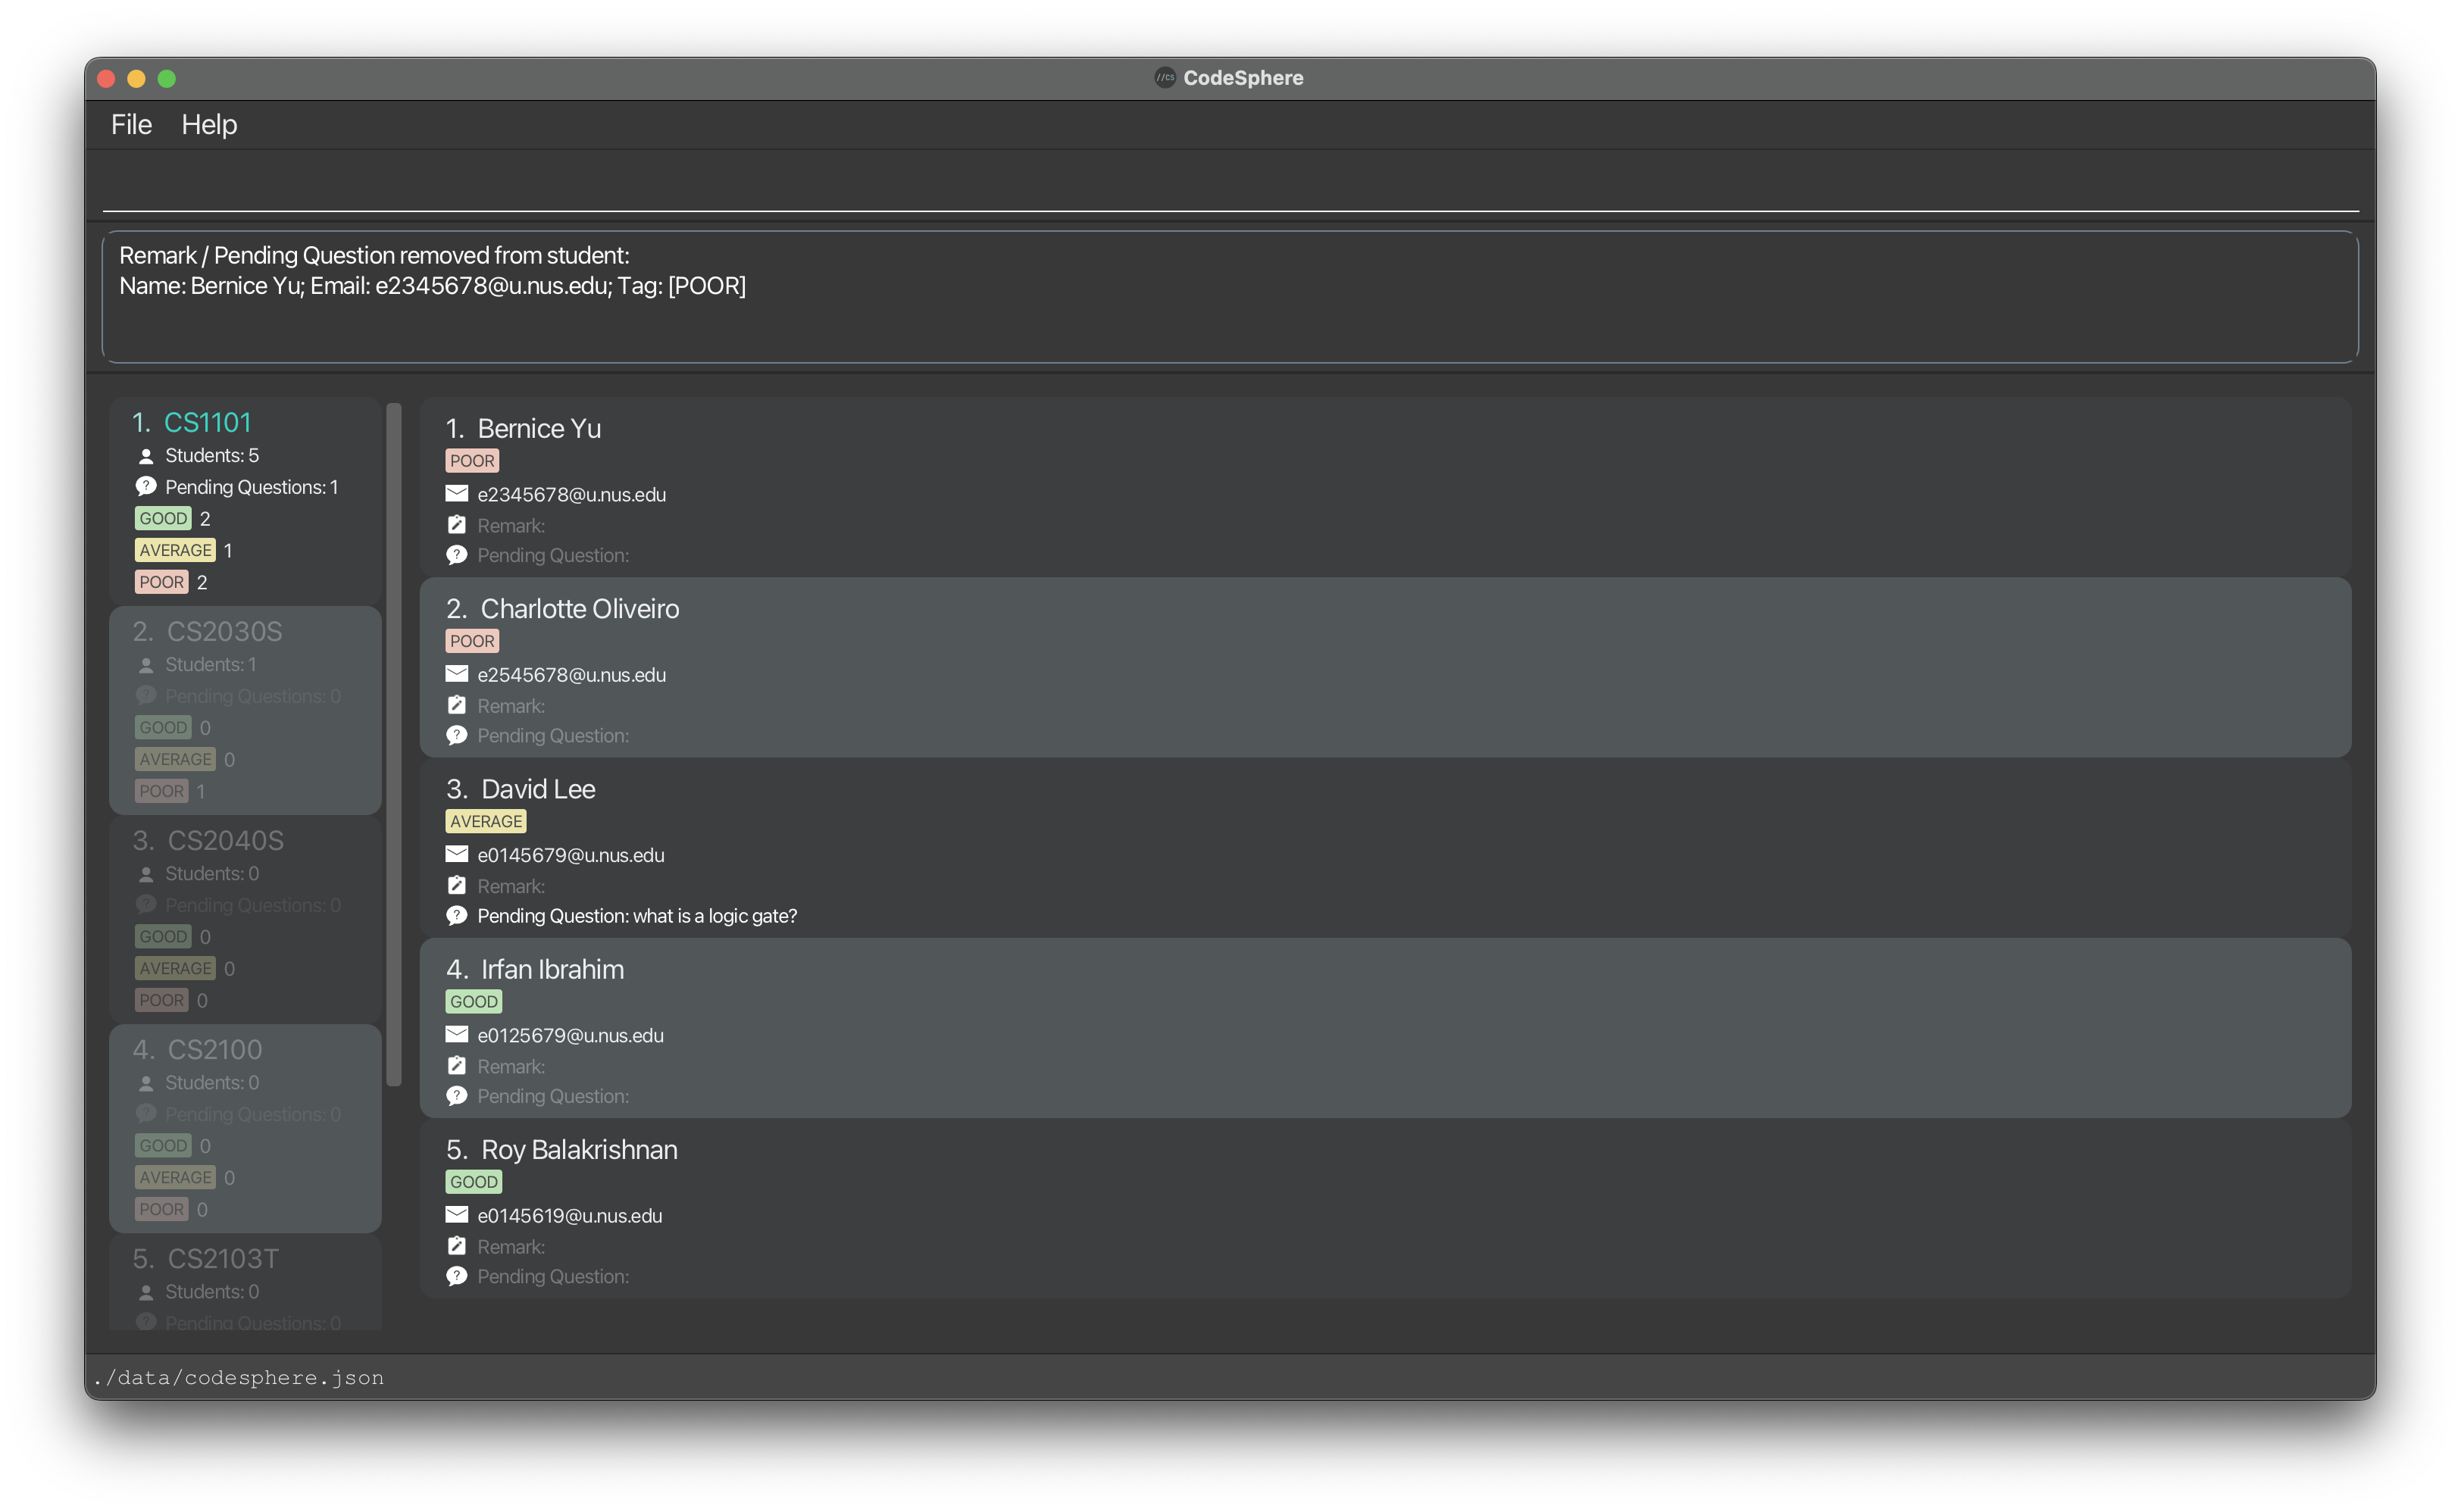 //CS CodeSphere
File Help
Remark / Pending Question removed from student:
Name: Bernice Yu; Email: e2345678@u.nus.edu; Tag: [POOR]
1. CS1101
Students: 5
Pending Questions: 1
GOOD 2
AVERAGE 1
POOR 2
2. CS2030S
Students: 1
Pending Questions: 0
GOOD 0
AVERAGE 0
POOR 1
3. CS2040S
Students: 0
Pending Questions: 0
GOOD 0
AVERAGE 0
POOR 0
4. CS2100
Students: 0
Pending Questions: 0
GOOD 0
AVERAGE 0
POOR 0
5. CS2103T
Students: 0
Pending Questions: 0
1. Bernice Yu
POOR
e2345678@u.nus.edu
Remark:
Pending Question:
2. Charlotte Oliveiro
POOR
e2545678@u.nus.edu
Remark:
Pending Question:
3. David Lee
AVERAGE
e0145679@u.nus.edu
Remark:
Pending Question: what is a logic gate?
4. Irfan Ibrahim
GOOD
e0125679@u.nus.edu
Remark:
Pending Question:
5. Roy Balakrishnan
GOOD
e0145619@u.nus.edu
Remark:
Pending Question:
./data/codesphere.json